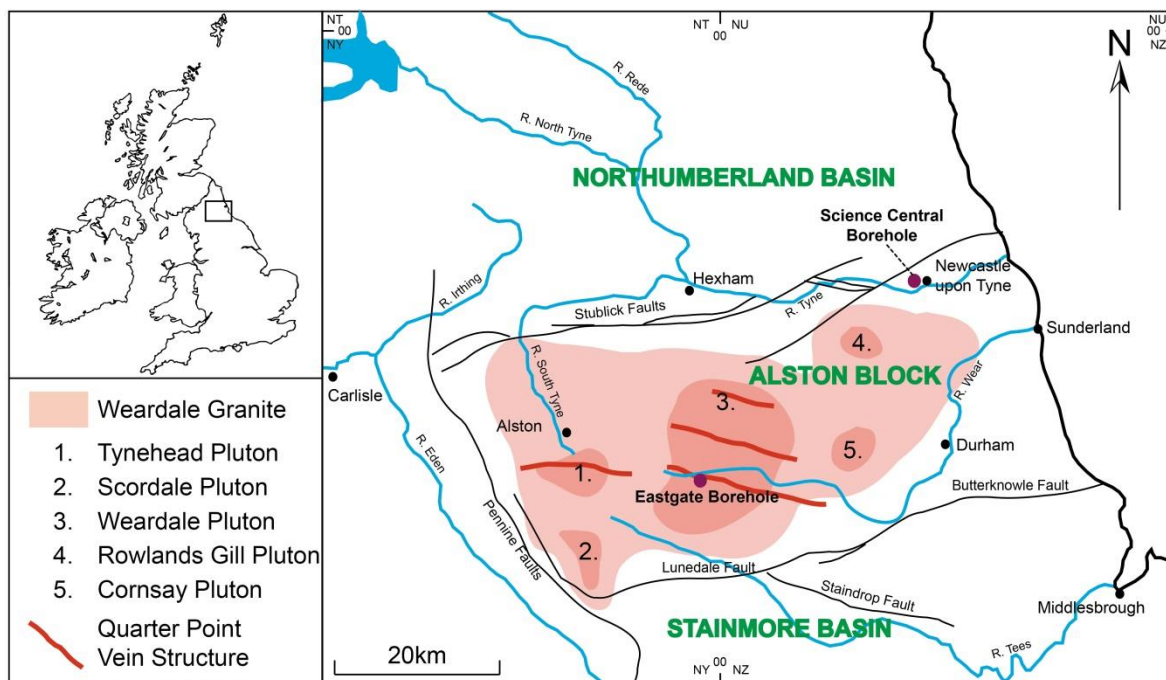 NT
00
NY
NT
NU
00
NU
00
NZ
N
R. Rede
R. North Tyne
NORTHUMBERLAND BASIN
Science Central
Borehole
R. Irthing
Hexham
Newcastle
upon Tyne
Stublick Faults
R. Tyne
Sunderland
4.
R. South Tyne
ALSTON BLOCK
R. Wear
Carlisle
3.
Alston
Durham
5.
R. Eden
1.
Eastgate Borehole
Butterknowle Fault
Pennine Faults
2.
Lunedale Fault
Staindrop Fault
Middlesbrough
STAINMORE BASIN
R. Tees
20km
00
NY
NZ
Weardale Granite
1. Tynehead Pluton
2. Scordale Pluton
3. Weardale Pluton
4. Rowlands Gill Pluton
5. Cornsay Pluton
Quarter Point
Vein Structure